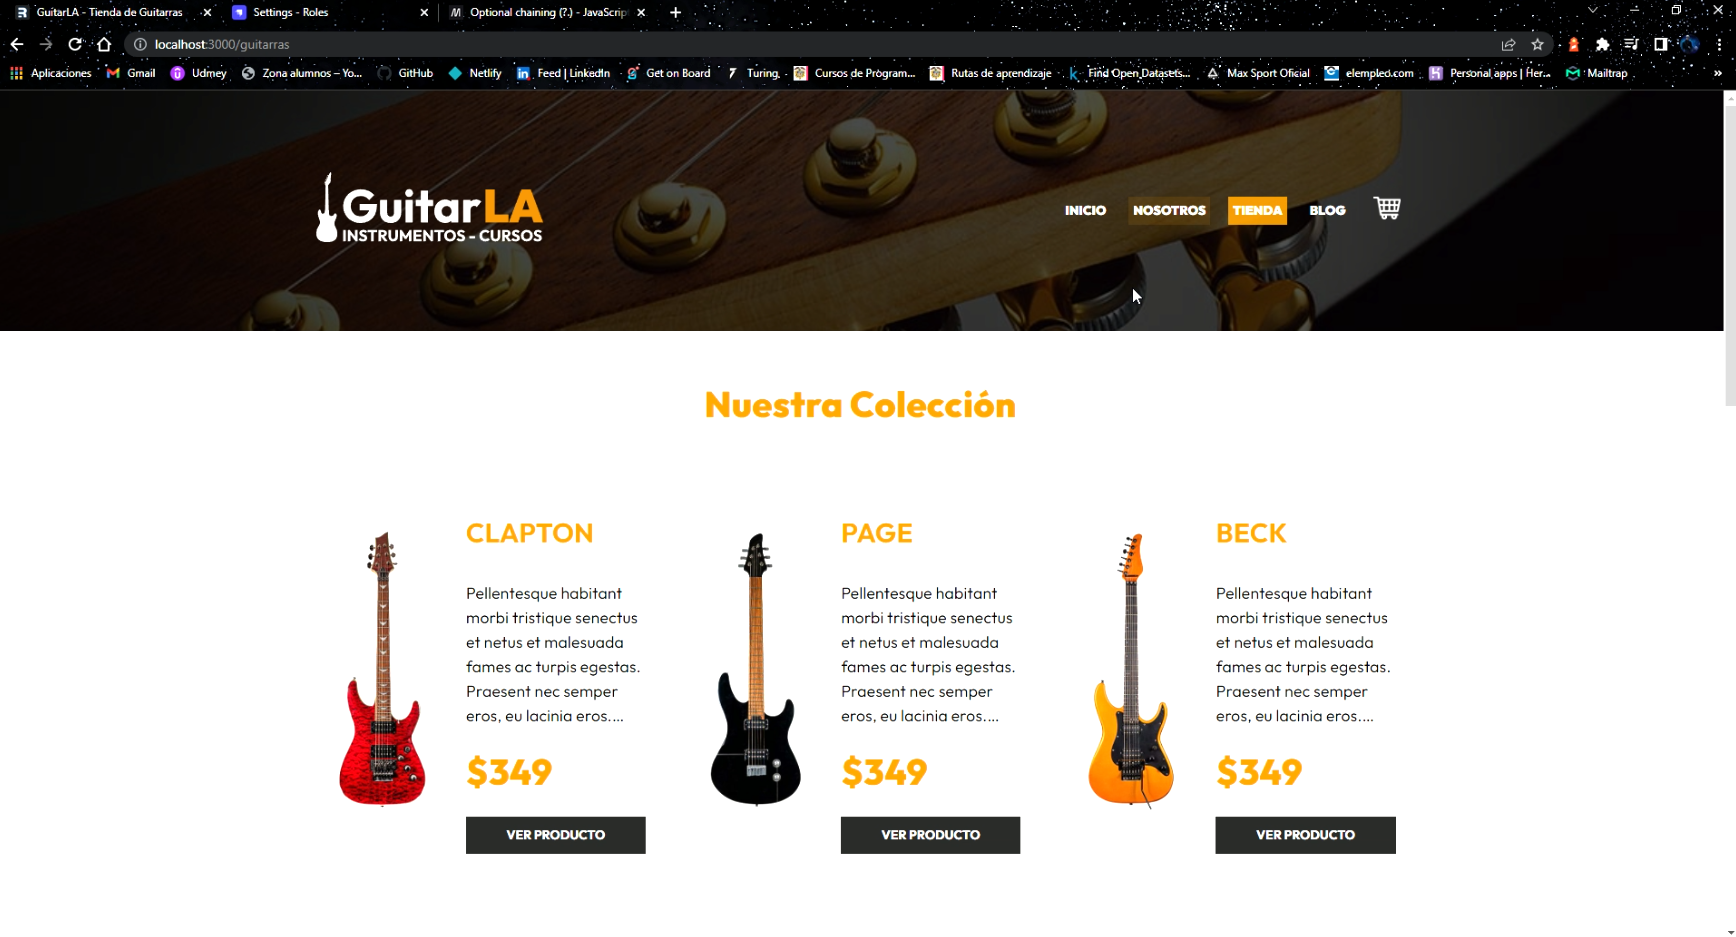 GuitarLA - Tienda de Guitarras
Settings - Roles
Optional chaining (?.) - JavaScrip
localhost:3000/guitarras
Aplicaciones Gmail Udmey Zona alumnos – Yo... GitHub Netlify Feed | LinkedIn Get on Board Turing. Cursos de Program... Rutas de aprendizaje Find Open Datasets... Max Sport Oficial elempleo.com Personal apps | Her... Mailtrap »
GuitarLA
INSTRUMENTOS - CURSOS
INICIO NOSOTROS TIENDA BLOG
Nuestra Colección
CLAPTON
Pellentesque habitant
morbi tristique senectus
et netus et malesuada
fames ac turpis egestas.
Praesent nec semper
eros, eu lacinia eros....
$349
VER PRODUCTO
PAGE
Pellentesque habitant
morbi tristique senectus
et netus et malesuada
fames ac turpis egestas.
Praesent nec semper
eros, eu lacinia eros....
$349
VER PRODUCTO
BECK
Pellentesque habitant
morbi tristique senectus
et netus et malesuada
fames ac turpis egestas.
Praesent nec semper
eros, eu lacinia eros....
$349
VER PRODUCTO